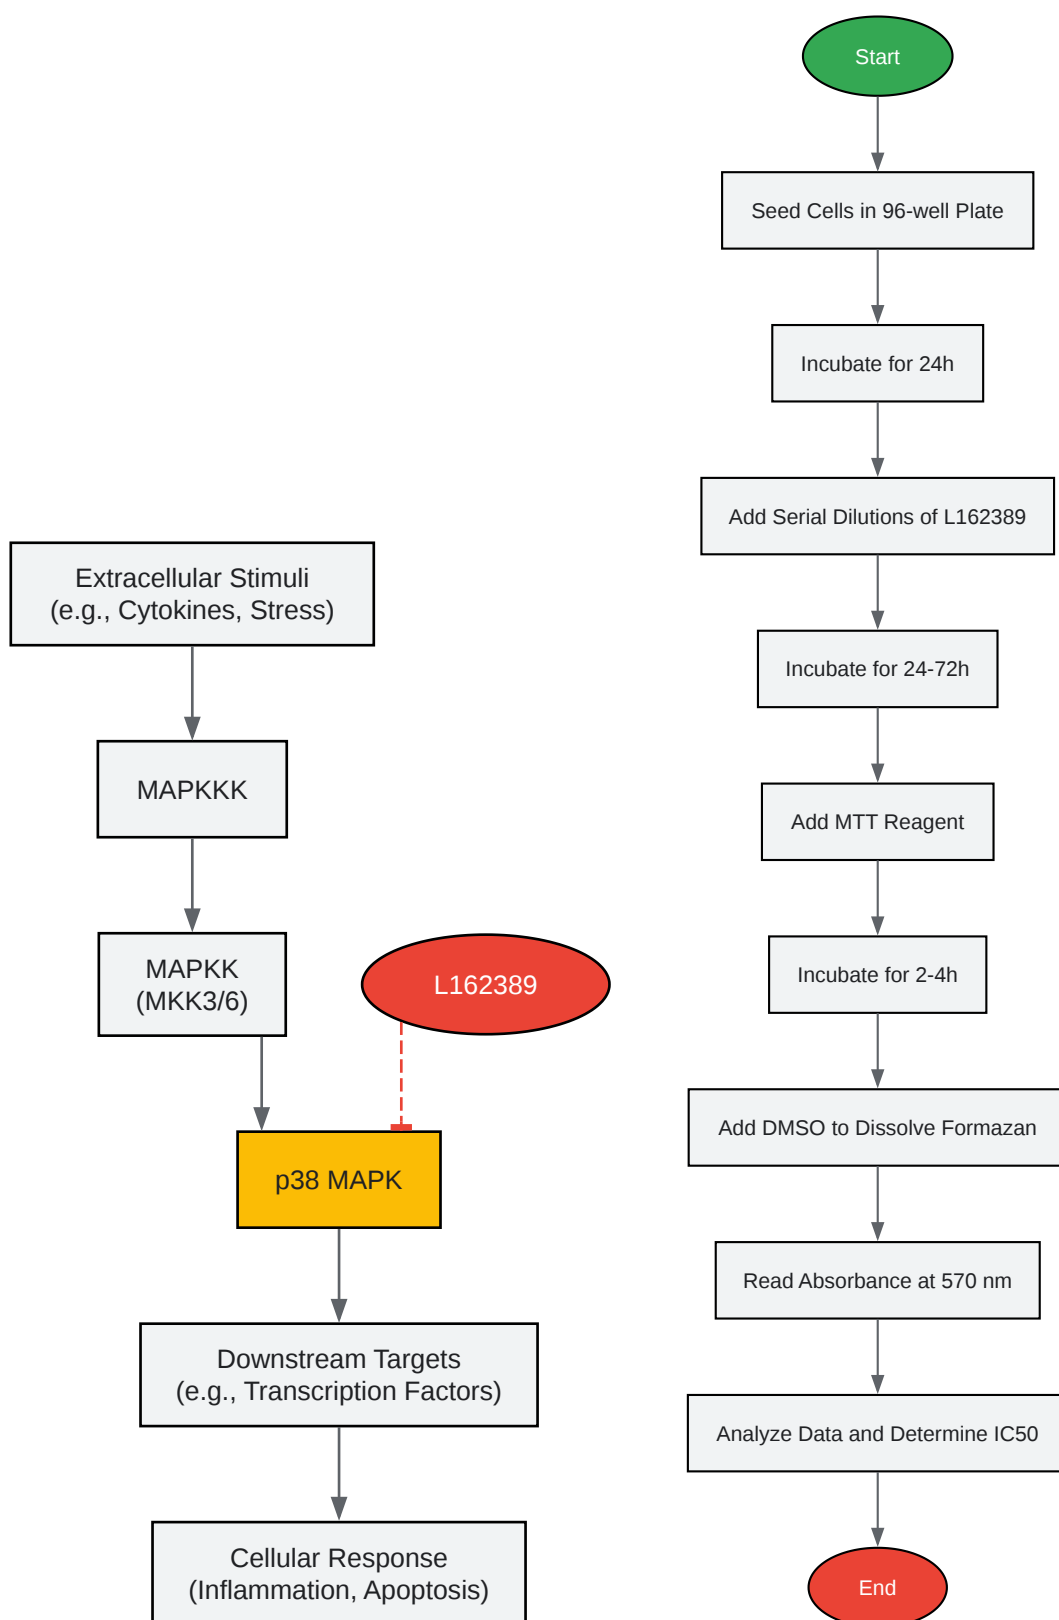 Extracellular Stimuli
(e.g., Cytokines, Stress)
MAPKKK
MAPKK
(MKK3/6)
L162389
p38 MAPK
Downstream Targets
(e.g., Transcription Factors)
Cellular Response
(Inflammation, Apoptosis)
Start
Seed Cells in 96-well Plate
Incubate for 24h
Add Serial Dilutions of L162389
Incubate for 24-72h
Add MTT Reagent
Incubate for 2-4h
Add DMSO to Dissolve Formazan
Read Absorbance at 570 nm
Analyze Data and Determine IC50
End